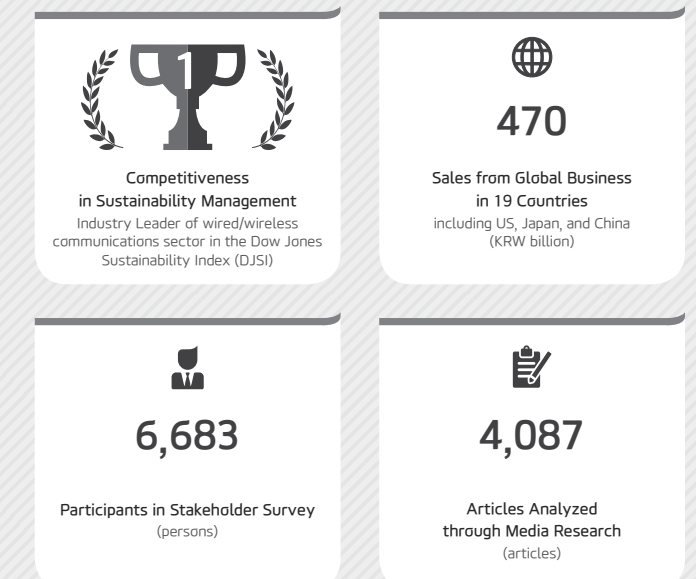 1
Competitiveness
in Sustainability Management
Industry Leader of wired/wireless
communications sector in the Dow Jones
Sustainability Index (DJSI)
470
Sales from Global Business
in 19 Countries
including US, Japan, and China
(KRW billion)
6,683
Participants in Stakeholder Survey
(persons)
4,087
Articles Analyzed
through Media Research
(articles)